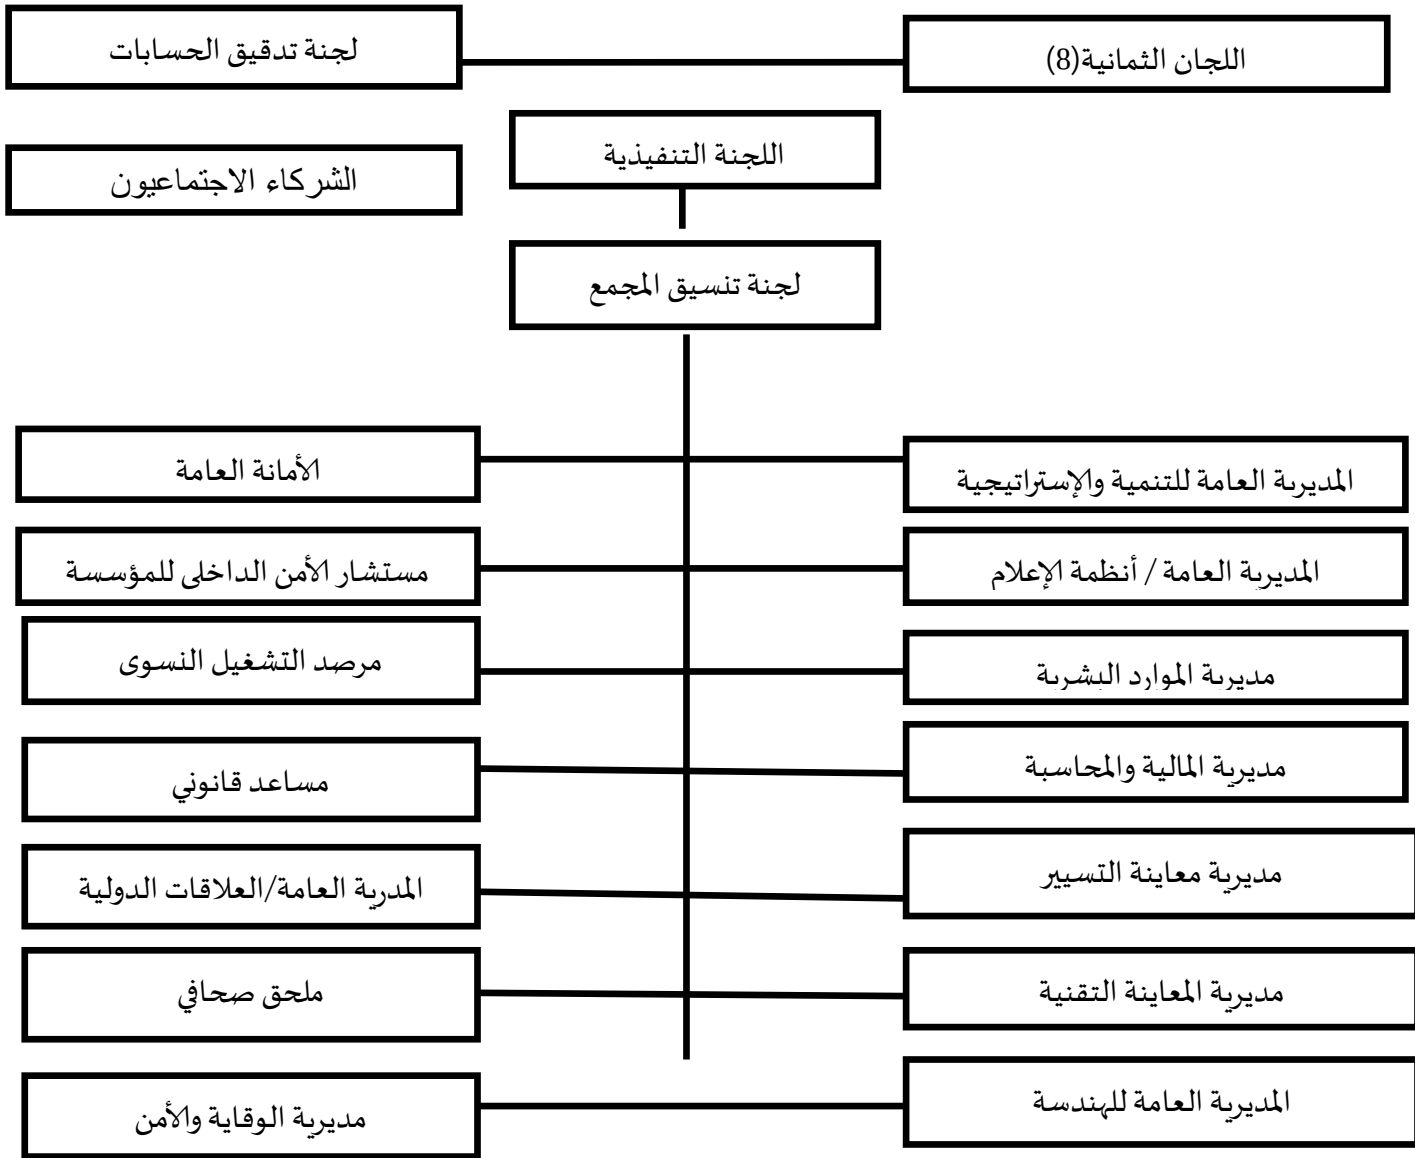 اللجان الثمانية(8)
لجنة تدقيق الحسابات
اللجنة التنفيذية
الشركاء الاجتماعيون
لجنة تنسيق المجمع
المديرية العامة للتنمية والإستراتيجية
الأمانة العامة
المديرية العامة / أنظمة الإعلام
مستشار الأمن الداخلى للمؤسسة
مديرية الموارد البشرية
مرصد التشغيل النسوى
مديرية المالية والمحاسبة
مساعد قانوني
مديرية معاينة التسيير
المدرية العامة/العلاقات الدولية
مديرية المعاينة التقنية
ملحق صحافي
المديرية العامة للهندسة
مديرية الوقاية والأمن